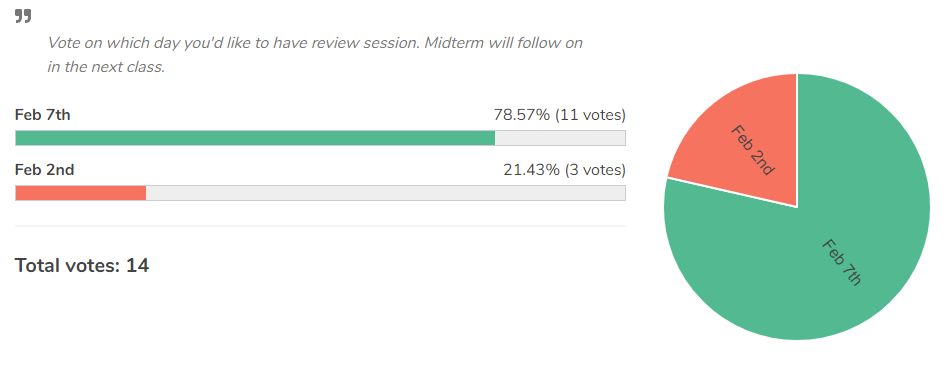 ”
Vote on which day you'd like to have review session. Midterm will follow on
in the next class.
Feb 7th 78.57% (11 votes)
Feb 2nd 21.43% (3 votes)
Total votes: 14
Feb 2nd
Feb 7th